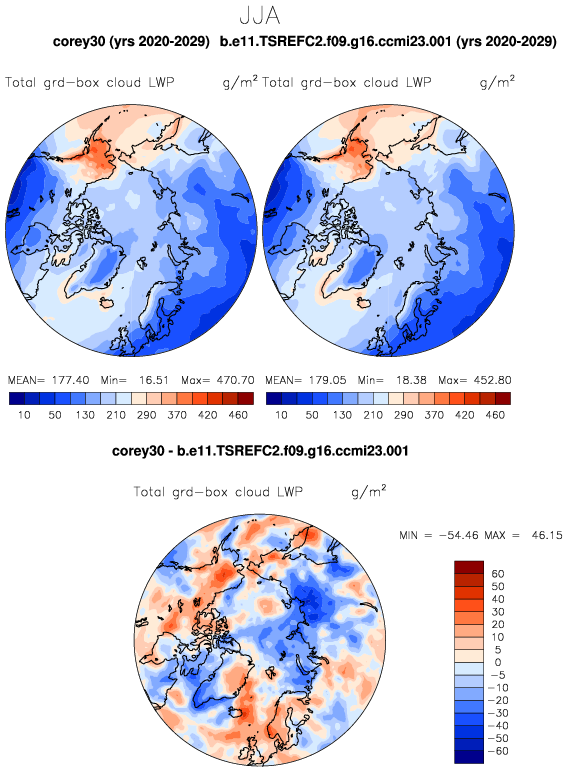 JJA
corey30 (yrs 2020-2029) b.e11.TSREFC2.f09.g16.ccmi23.001 (yrs 2020-2029)
Total grd-box cloud LWP g/m² Total grd-box cloud LWP g/m²
MEAN= 177.40 Min= 16.51 Max= 470.70 MEAN= 179.05 Min= 18.38 Max= 452.80
10 50 130 210 290 370 420 460 10 50 130 210 290 370 420 460
corey30 - b.e11.TSREFC2.f09.g16.ccmi23.001
Total grd-box cloud LWP g/m²
MIN = -54.46 MAX = 46.15
60
50
40
30
20
10
5
0
-5
-10
-20
-30
-40
-50
-60